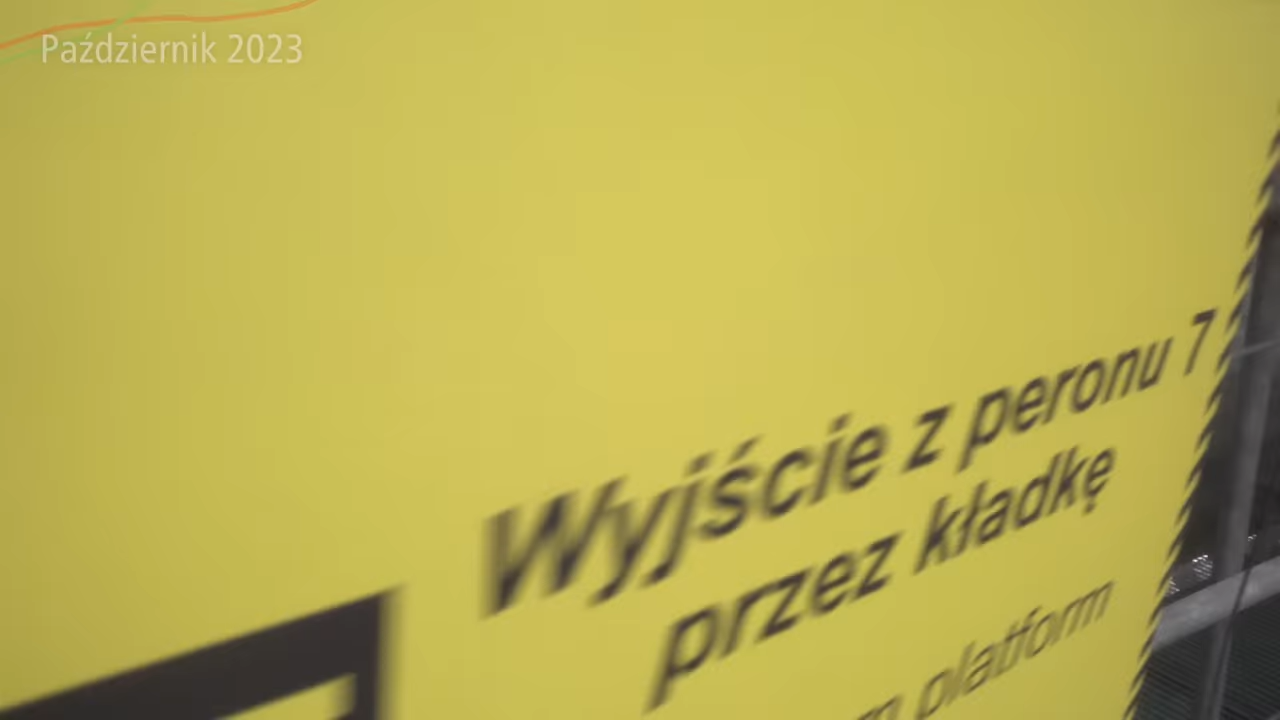 Październik 2023
Wyjście z peronu 7
przez kładkę
platform